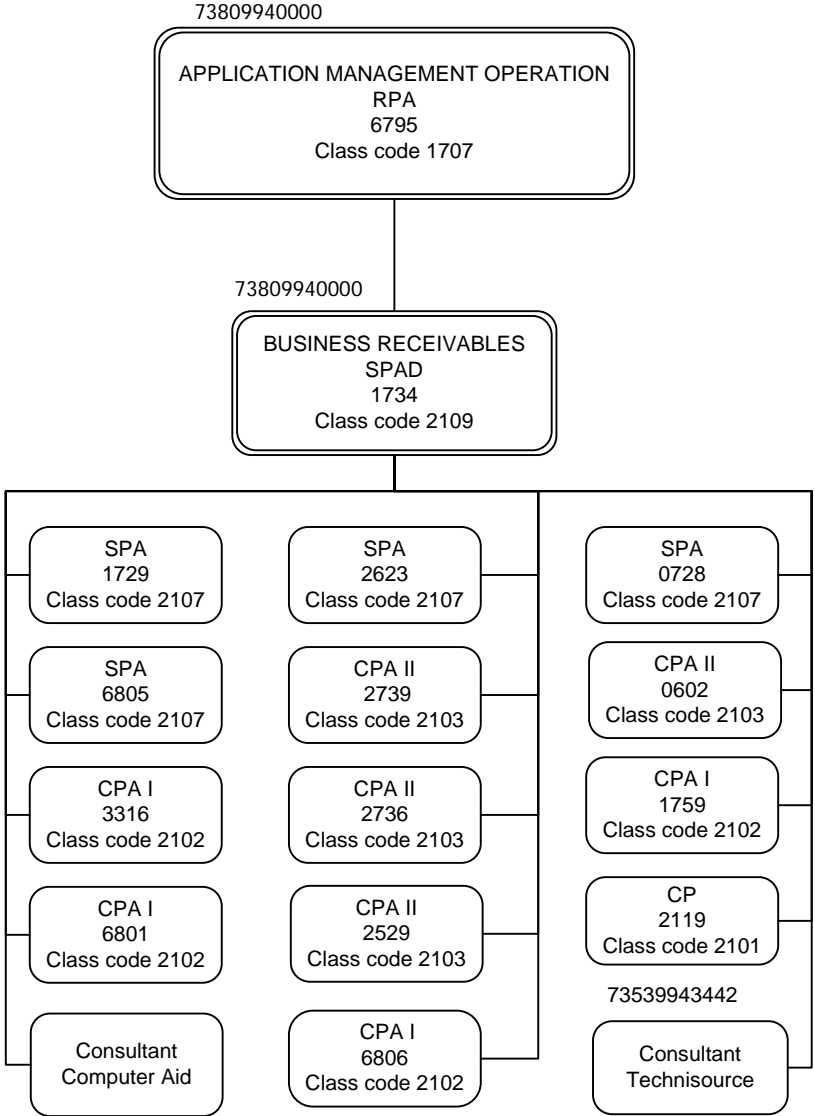 73809940000
APPLICATION MANAGEMENT OPERATION
RPA
6795
Class code 1707
73809940000
BUSINESS RECEIVABLES
SPAD
1734
Class code 2109
SPA
1729
Class code 2107
SPA
6805
Class code 2107
CPA I
3316
Class code 2102
CPA I
6801
Class code 2102
Consultant
Computer Aid
SPA
2623
Class code 2107
CPA II
2739
Class code 2103
CPA II
2736
Class code 2103
CPA II
2529
Class code 2103
CPA I
6806
Class code 2102
SPA
0728
Class code 2107
CPA II
0602
Class code 2103
CPA I
1759
Class code 2102
CP
2119
Class code 2101
73539943442
Consultant
Technisource